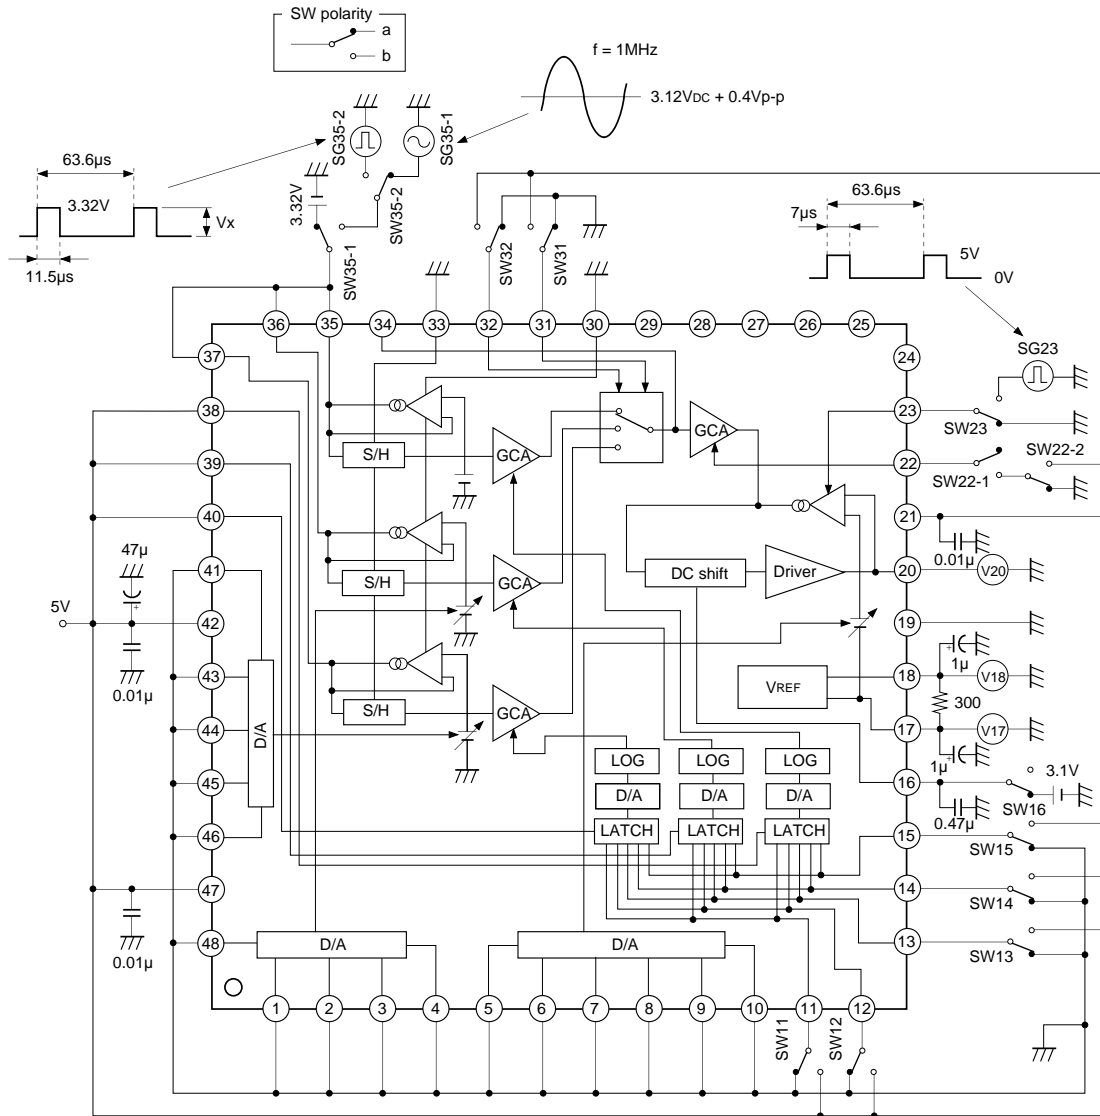 SW polarity
a
b
f = 1MHz
3.12VDC + 0.4Vp-p
SG35-2
SG35-1
63.6µs
3.32V
Vx
11.5µs
3.32V
SW35-2
SW35-1
SW32
SW31
63.6µs
7µs
5V
0V
SG23
36
35
34
33
32
31
30
29
28
27
26
25
37
24
38
23
SW23
39
22
SW22-2
SW22-1
40
21
0.01µ
41
20
V20
42
19
43
18
1µ
V18
300
44
17
V17
1µ
45
16
3.1V
SW16
0.47µ
46
15
SW15
47
14
SW14
48
13
SW13
47µ
5V
0.01µ
0.01µ
S/H
GCA
GCA
S/H
GCA
S/H
GCA
DC shift
Driver
VREF
D/A
LOG
LOG
LOG
D/A
D/A
D/A
LATCH
LATCH
LATCH
D/A
D/A
1
2
3
4
5
6
7
8
9
10
11
12
SW11
SW12